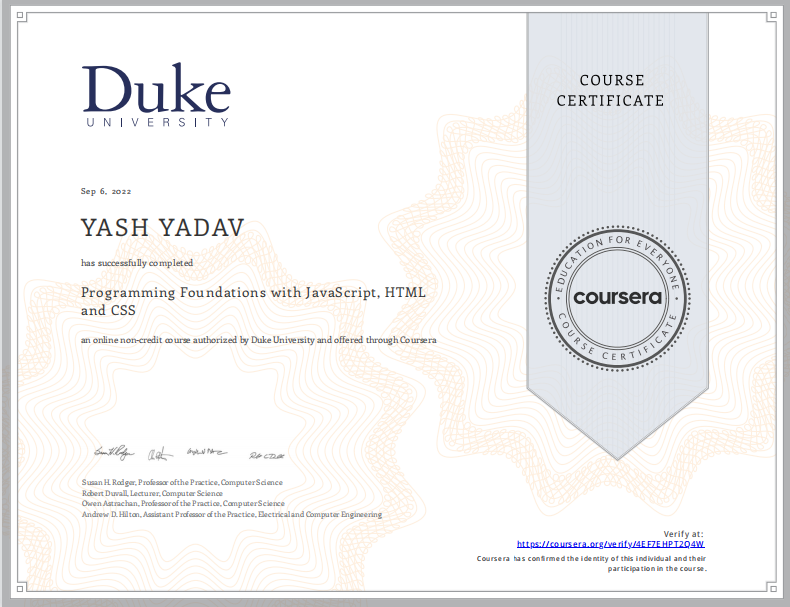 Duke
UNIVERSITY
COURSE
CERTIFICATE
Sep 6, 2022
YASH YADAV
has successfully completed
Programming Foundations with JavaScript, HTML
and CSS
an online non-credit course authorized by Duke University and offered through Coursera
EDUCATION FOR EVERYONE
coursera
COURSE CERTIFICATE
Susan H. Rodger, Professor of the Practice, Computer Science
Robert Duvall, Lecturer, Computer Science
Owen Astrachan, Professor of the Practice, Computer Science
Andrew D. Hilton, Assistant Professor of the Practice, Electrical and Computer Engineering
Verify at:
https://coursera.org/verify/4EF7EHPT2Q4W
Coursera has confirmed the identity of this individual and their
participation in the course.